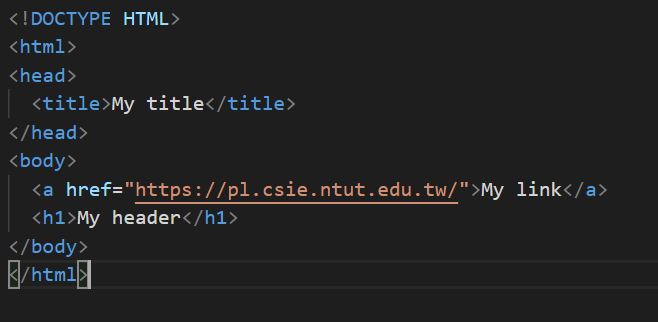 <!DOCTYPE HTML>
<html>
<head>
  <title>My title</title>
</head>
<body>
  <a href="https://pl.csie.ntut.edu.tw/">My link</a>
  <h1>My header</h1>
</body>
</html>